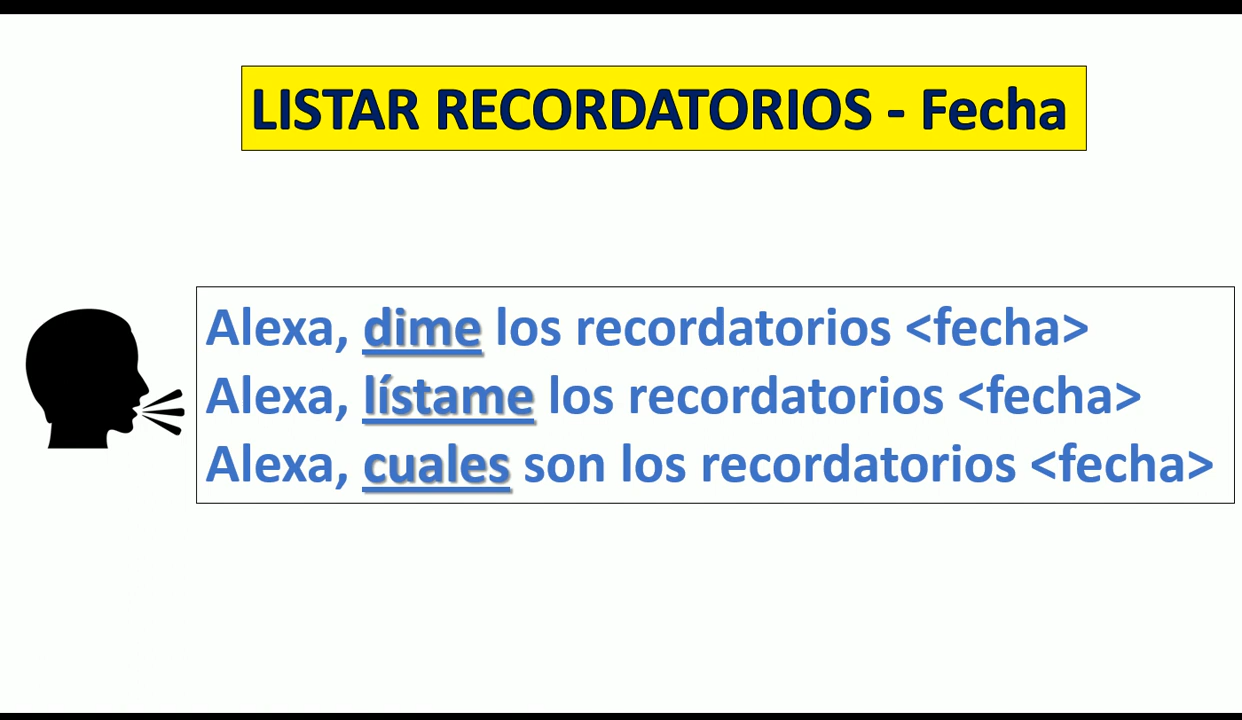 LISTAR RECORDATORIOS - Fecha
Alexa, dime los recordatorios <fecha>
Alexa, lístame los recordatorios <fecha>
Alexa, cuales son los recordatorios <fecha>